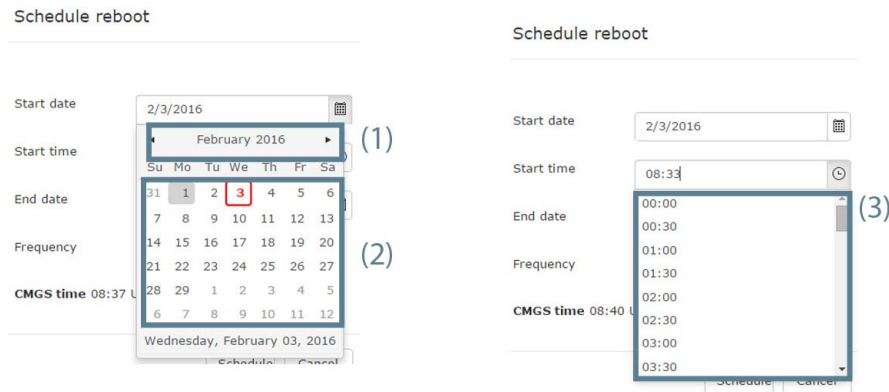 Schedule reboot
Start date
2/3/2016
February 2016
(1)
Start time
Su Mo Tu We Th Fr Sa
31 1 2 3 4 5 6
End date
7 8 9 10 11 12 13
Frequency
14 15 16 17 18 19 20
(2)
21 22 23 24 25 26 27
CMGS time 08:37 U
28 29 1 2 3 4 5
6 7 8 9 10 11 12
Wednesday, February 03, 2016
Schedule Cancel
Schedule reboot
Start date
2/3/2016
Start time
08:33
End date
00:00
(3)
00:30
Frequency
01:00
01:30
CMGS time 08:40 U
02:00
02:30
03:00
03:30
Schedule Cancel